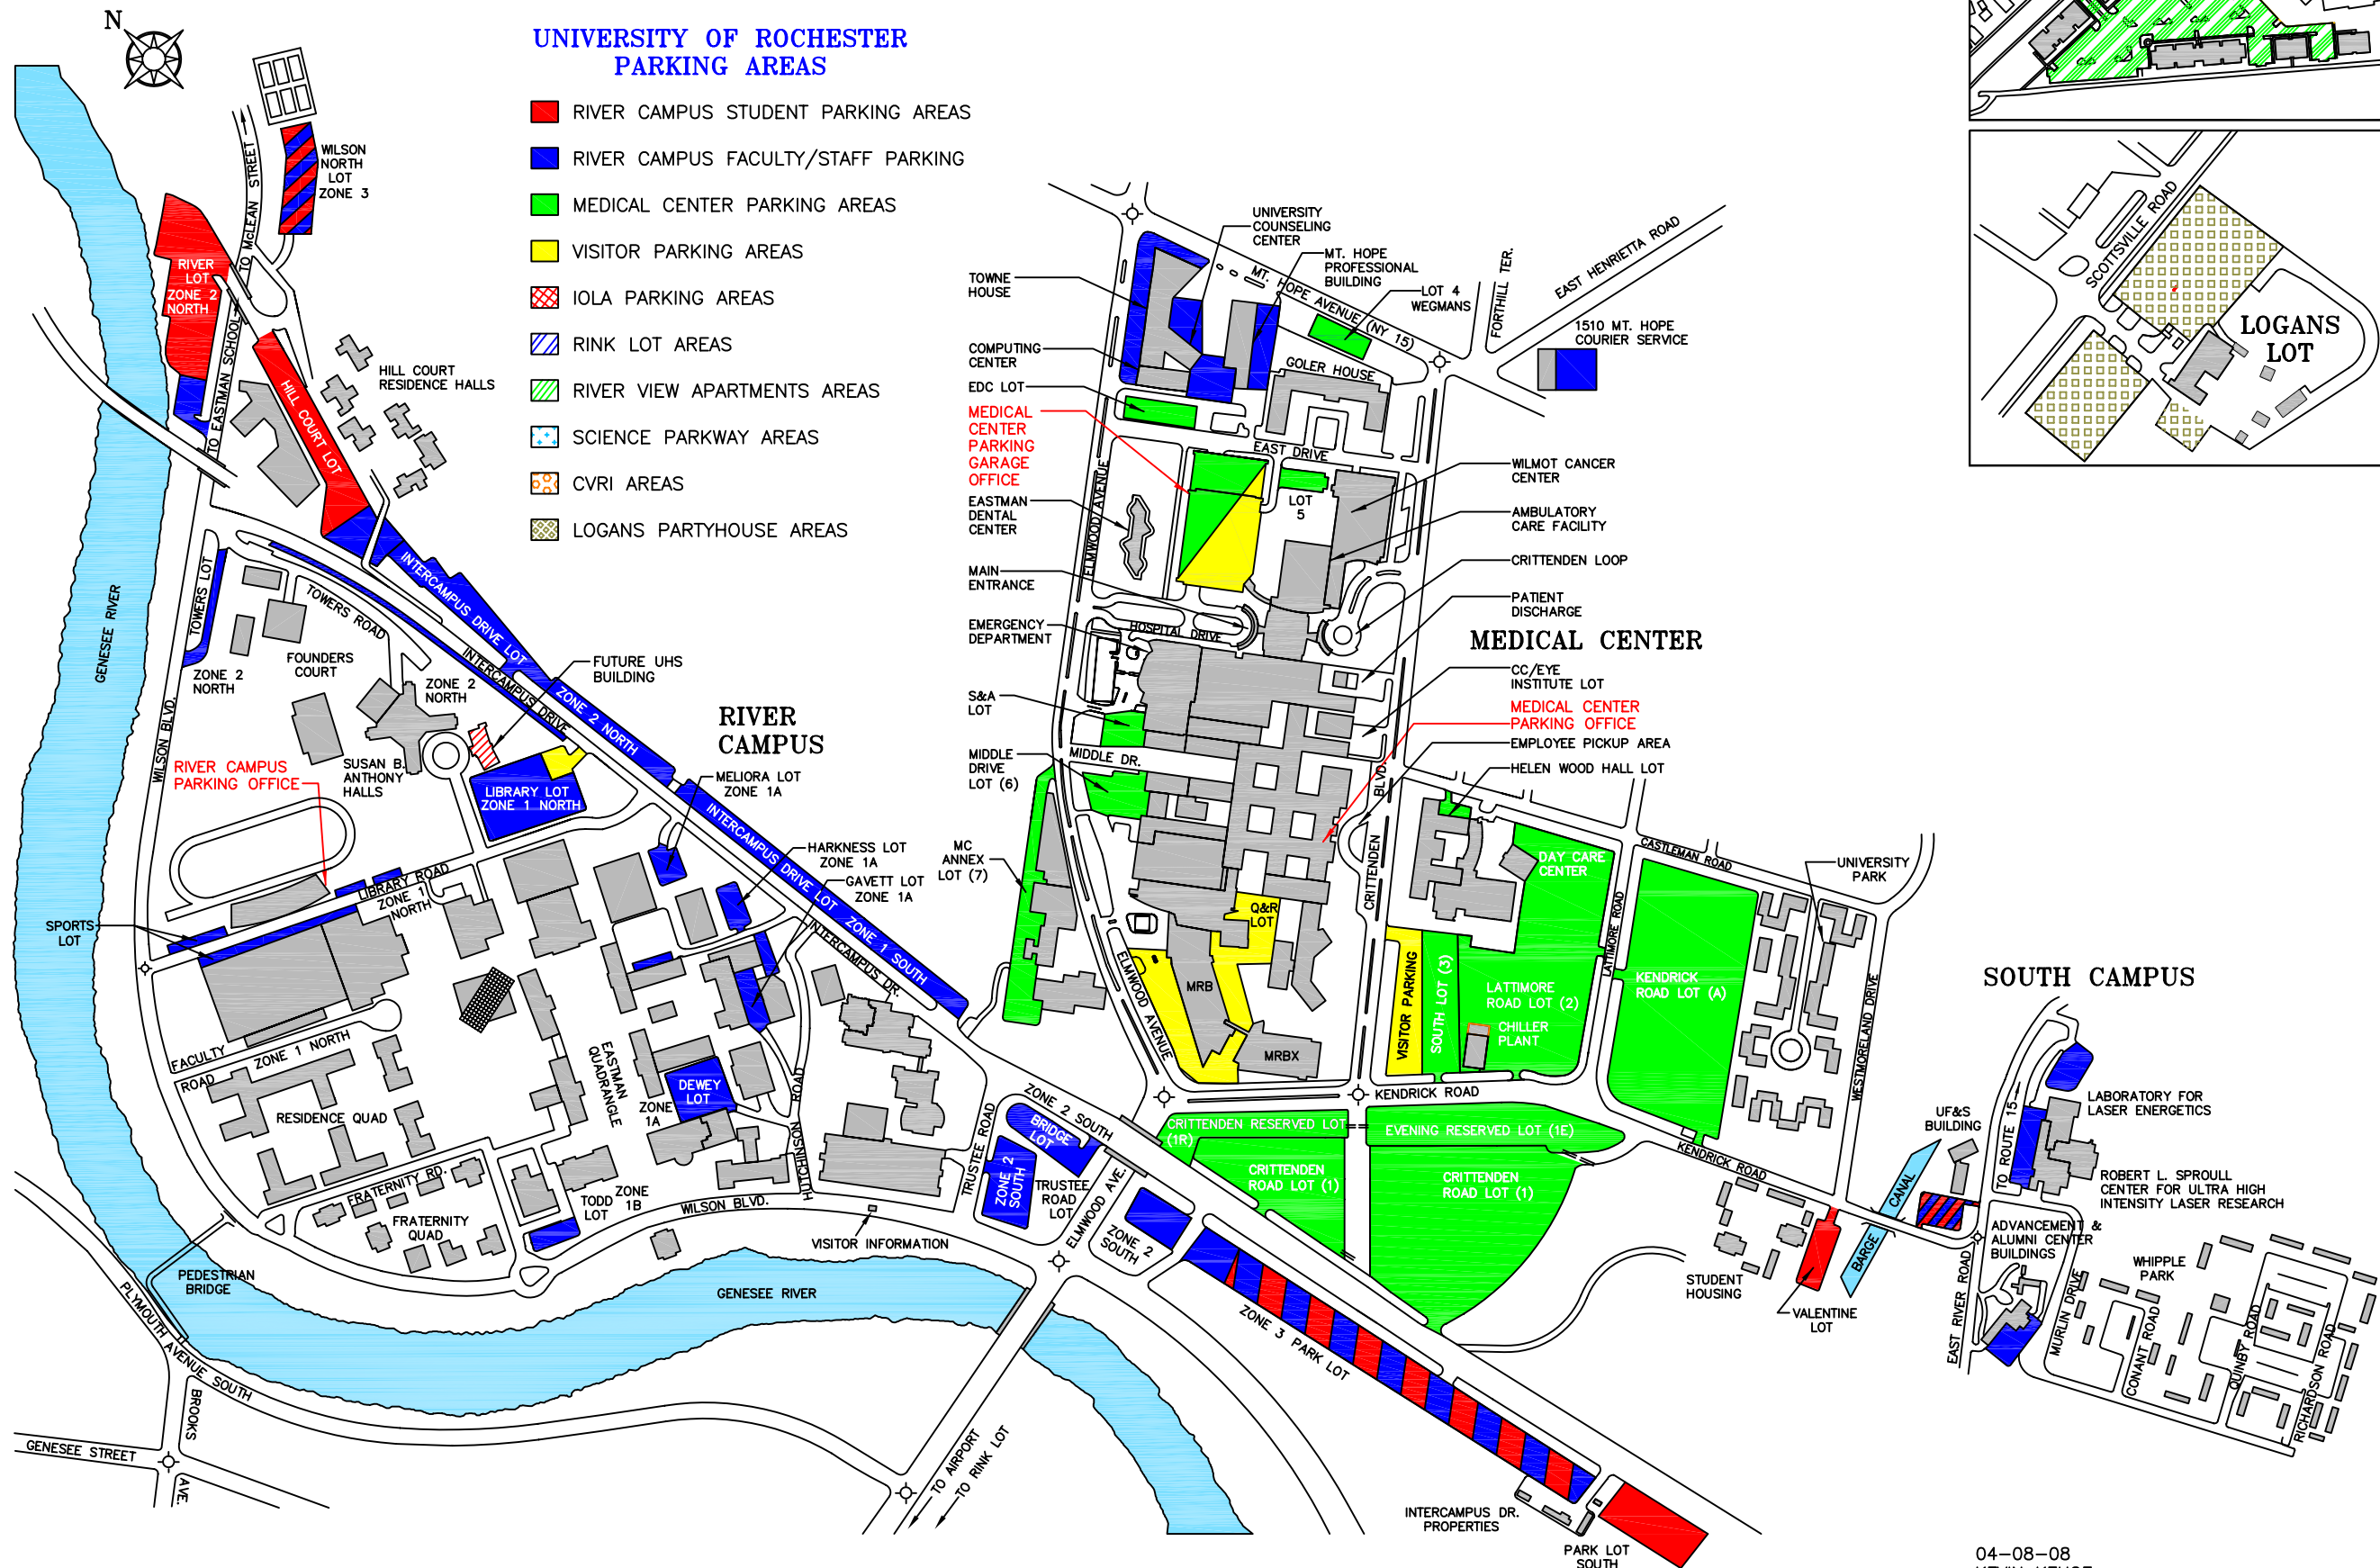 N
UNIVERSITY OF ROCHESTER
PARKING AREAS
RIVER CAMPUS STUDENT PARKING AREAS
RIVER CAMPUS FACULTY/STAFF PARKING
MEDICAL CENTER PARKING AREAS
VISITOR PARKING AREAS
IOLA PARKING AREAS
RINK LOT AREAS
RIVER VIEW APARTMENTS AREAS
SCIENCE PARKWAY AREAS
CVRI AREAS
LOGANS PARTYHOUSE AREAS
WILSON
NORTH
LOT
ZONE 3
TO McLEAN STREET
RIVER
LOT
ZONE 2
NORTH
TO EASTMAN SCHOOL
HILL COURT LOT
HILL COURT
RESIDENCE HALLS
GENESEE RIVER
TOWERS LOT
TOWERS ROAD
FOUNDERS
COURT
ZONE 2
NORTH
ZONE 2
NORTH
WILSON BLVD.
INTERCAMPUS DRIVE LOT
ZONE 2 NORTH
INTERCAMPUS DRIVE
FUTURE UHS
BUILDING
RIVER
CAMPUS
RIVER CAMPUS
PARKING OFFICE
SUSAN B.
ANTHONY
HALLS
LIBRARY LOT
ZONE 1 NORTH
MELIORA LOT
ZONE 1A
HARKNESS LOT
ZONE 1A
GAVETT LOT
ZONE 1A
INTERCAMPUS DRIVE LOT ZONE 1 SOUTH
INTERCAMPUS DR.
LIBRARY ROAD
ZONE 1
NORTH
SPORTS
LOT
FACULTY
ROAD
ZONE 1 NORTH
RESIDENCE QUAD
EASTMAN
QUADRANGLE
DEWEY
LOT
ZONE
1A
HUTCHISON
ROAD
FRATERNITY RD.
FRATERNITY
QUAD
TODD
LOT
ZONE
1B
WILSON BLVD.
VISITOR INFORMATION
TRUSTEE ROAD
BRIDGE
LOT
ZONE 2 SOUTH
ZONE 2
SOUTH
TRUSTEE
ROAD
LOT
ELMWOOD AVE.
ZONE 2
SOUTH
PEDESTRIAN
BRIDGE
GENESEE RIVER
PLYMOUTH AVENUE SOUTH
BROOKS
AVE.
GENESEE STREET
TO AIRPORT
TO RINK LOT
ZONE 3 PARK LOT
INTERCAMPUS DR.
PROPERTIES
PARK LOT
SOUTH
TOWNE
HOUSE
COMPUTING
CENTER
EDC LOT
MEDICAL
CENTER
PARKING
GARAGE
OFFICE
EASTMAN
DENTAL
CENTER
MAIN
ENTRANCE
EMERGENCY
DEPARTMENT
S&A
LOT
MIDDLE
DRIVE
LOT (6)
MC
ANNEX
LOT (7)
UNIVERSITY
COUNSELING
CENTER
MT. HOPE
PROFESSIONAL
BUILDING
LOT 4
WEGMANS
MT. HOPE AVENUE (NY 15)
FORTHILL TER.
EAST HENRIETTA ROAD
1510 MT. HOPE
COURIER SERVICE
GOLER HOUSE
EAST DRIVE
LOT
5
ELMWOOD AVENUE
HOSPITAL DRIVE
MIDDLE DR.
WILMOT CANCER
CENTER
AMBULATORY
CARE FACILITY
CRITTENDEN LOOP
PATIENT
DISCHARGE
MEDICAL CENTER
CC/EYE
INSTITUTE LOT
MEDICAL CENTER
PARKING OFFICE
EMPLOYEE PICKUP AREA
HELEN WOOD HALL LOT
CRITTENDEN
BLVD.
Q&R
LOT
MRB
MRBX
ELMWOOD AVENUE
VISITOR PARKING
SOUTH LOT (3)
LATTIMORE
ROAD LOT (2)
CHILLER
PLANT
DAY CARE
CENTER
LATTIMORE ROAD
CASTLEMAN ROAD
KENDRICK
ROAD LOT (A)
UNIVERSITY
PARK
WESTMORELAND DRIVE
KENDRICK ROAD
CRITTENDEN RESERVED LOT
(1R)
EVENING RESERVED LOT (1E)
CRITTENDEN
ROAD LOT (1)
CRITTENDEN
ROAD LOT (1)
KENDRICK ROAD
STUDENT
HOUSING
VALENTINE
LOT
BARGE
CANAL
SOUTH CAMPUS
UF&S
BUILDING
TO ROUTE 15
LABORATORY FOR
LASER ENERGETICS
ROBERT L. SPROULL
CENTER FOR ULTRA HIGH
INTENSITY LASER RESEARCH
ADVANCEMENT &
ALUMNI CENTER
BUILDINGS
EAST RIVER ROAD
MURLIN DRIVE
WHIPPLE
PARK
CONANT ROAD
QUINBY ROAD
RICHARDSON ROAD
SCOTTSVILLE ROAD
LOGANS
LOT
04-08-08